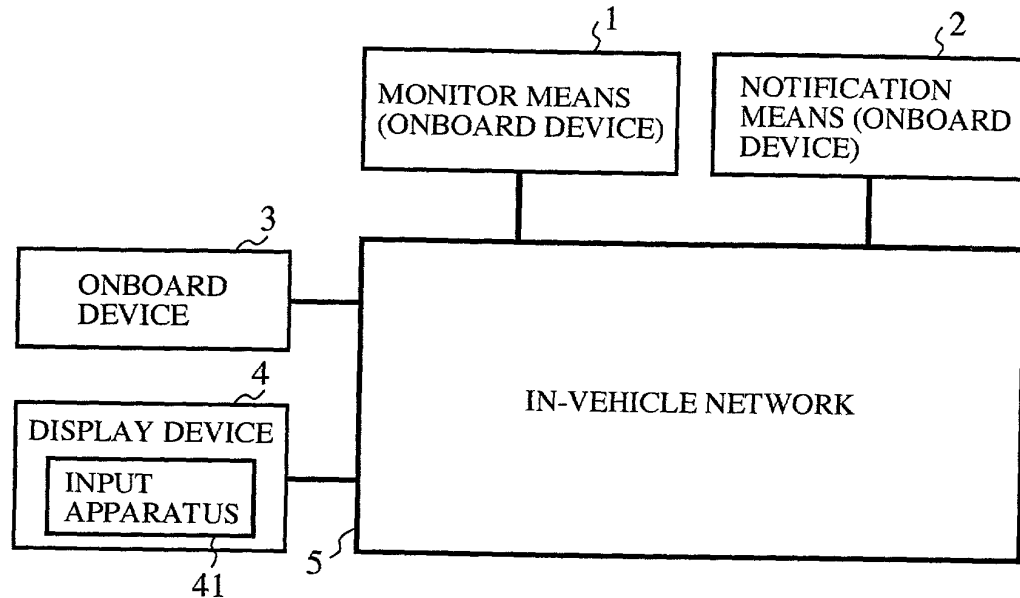 1
MONITOR MEANS
(ONBOARD DEVICE)
2
NOTIFICATION
MEANS (ONBOARD
DEVICE)
3
ONBOARD
DEVICE
4
DISPLAY DEVICE
INPUT
APPARATUS
41
5
IN-VEHICLE NETWORK